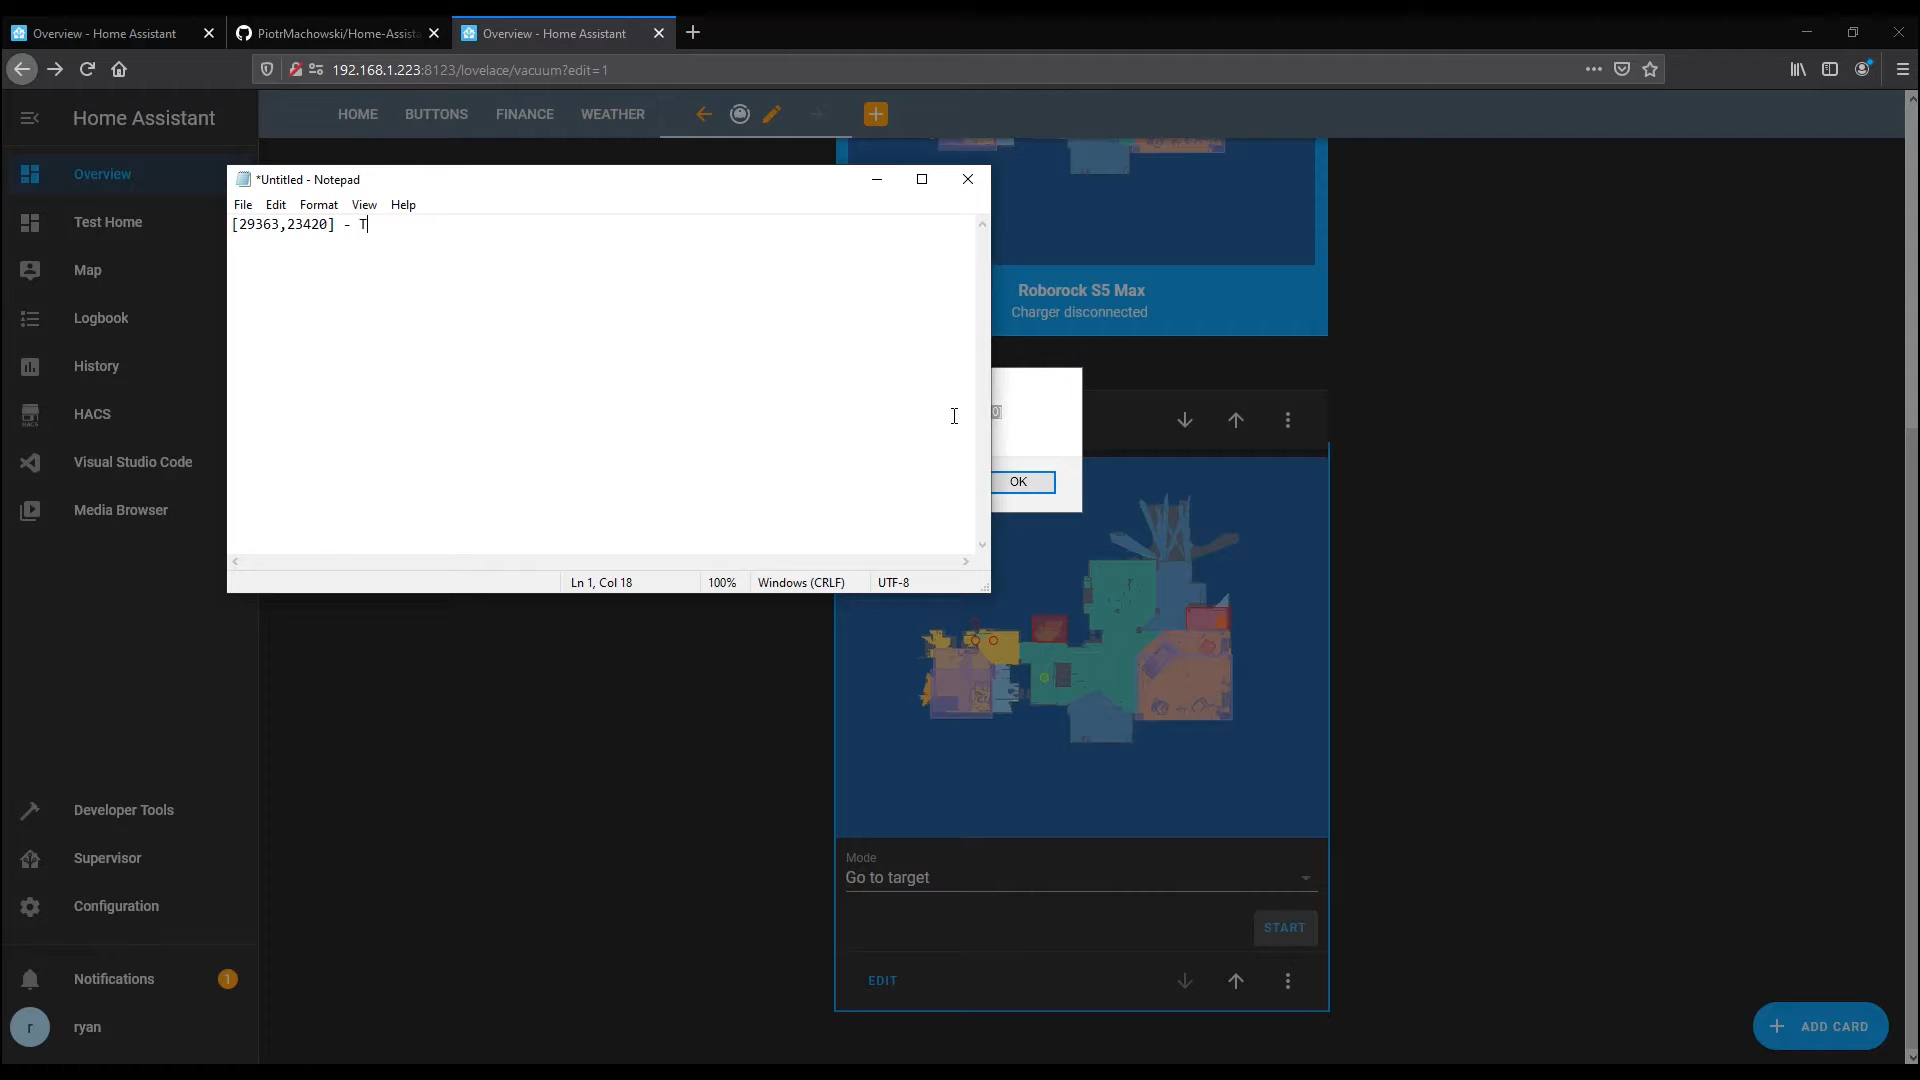 Overview - Home Assistant
PiotrMachowski/Home-Assista
Overview - Home Assistant
192.168.1.223:8123/lovelace/vacuum?edit=1
Home Assistant
HOME
BUTTONS
FINANCE
WEATHER
Overview
Test Home
Map
Logbook
History
HACS
HACS
Visual Studio Code
Media Browser
Developer Tools
Supervisor
Configuration
Notifications
1
r
ryan
*Untitled - Notepad
File
Edit
Format
View
Help
[29363,23420] - T
Ln 1, Col 18
100%
Windows (CRLF)
UTF-8
Roborock S5 Max
Charger disconnected
0]
OK
Mode
Go to target
START
EDIT
ADD CARD